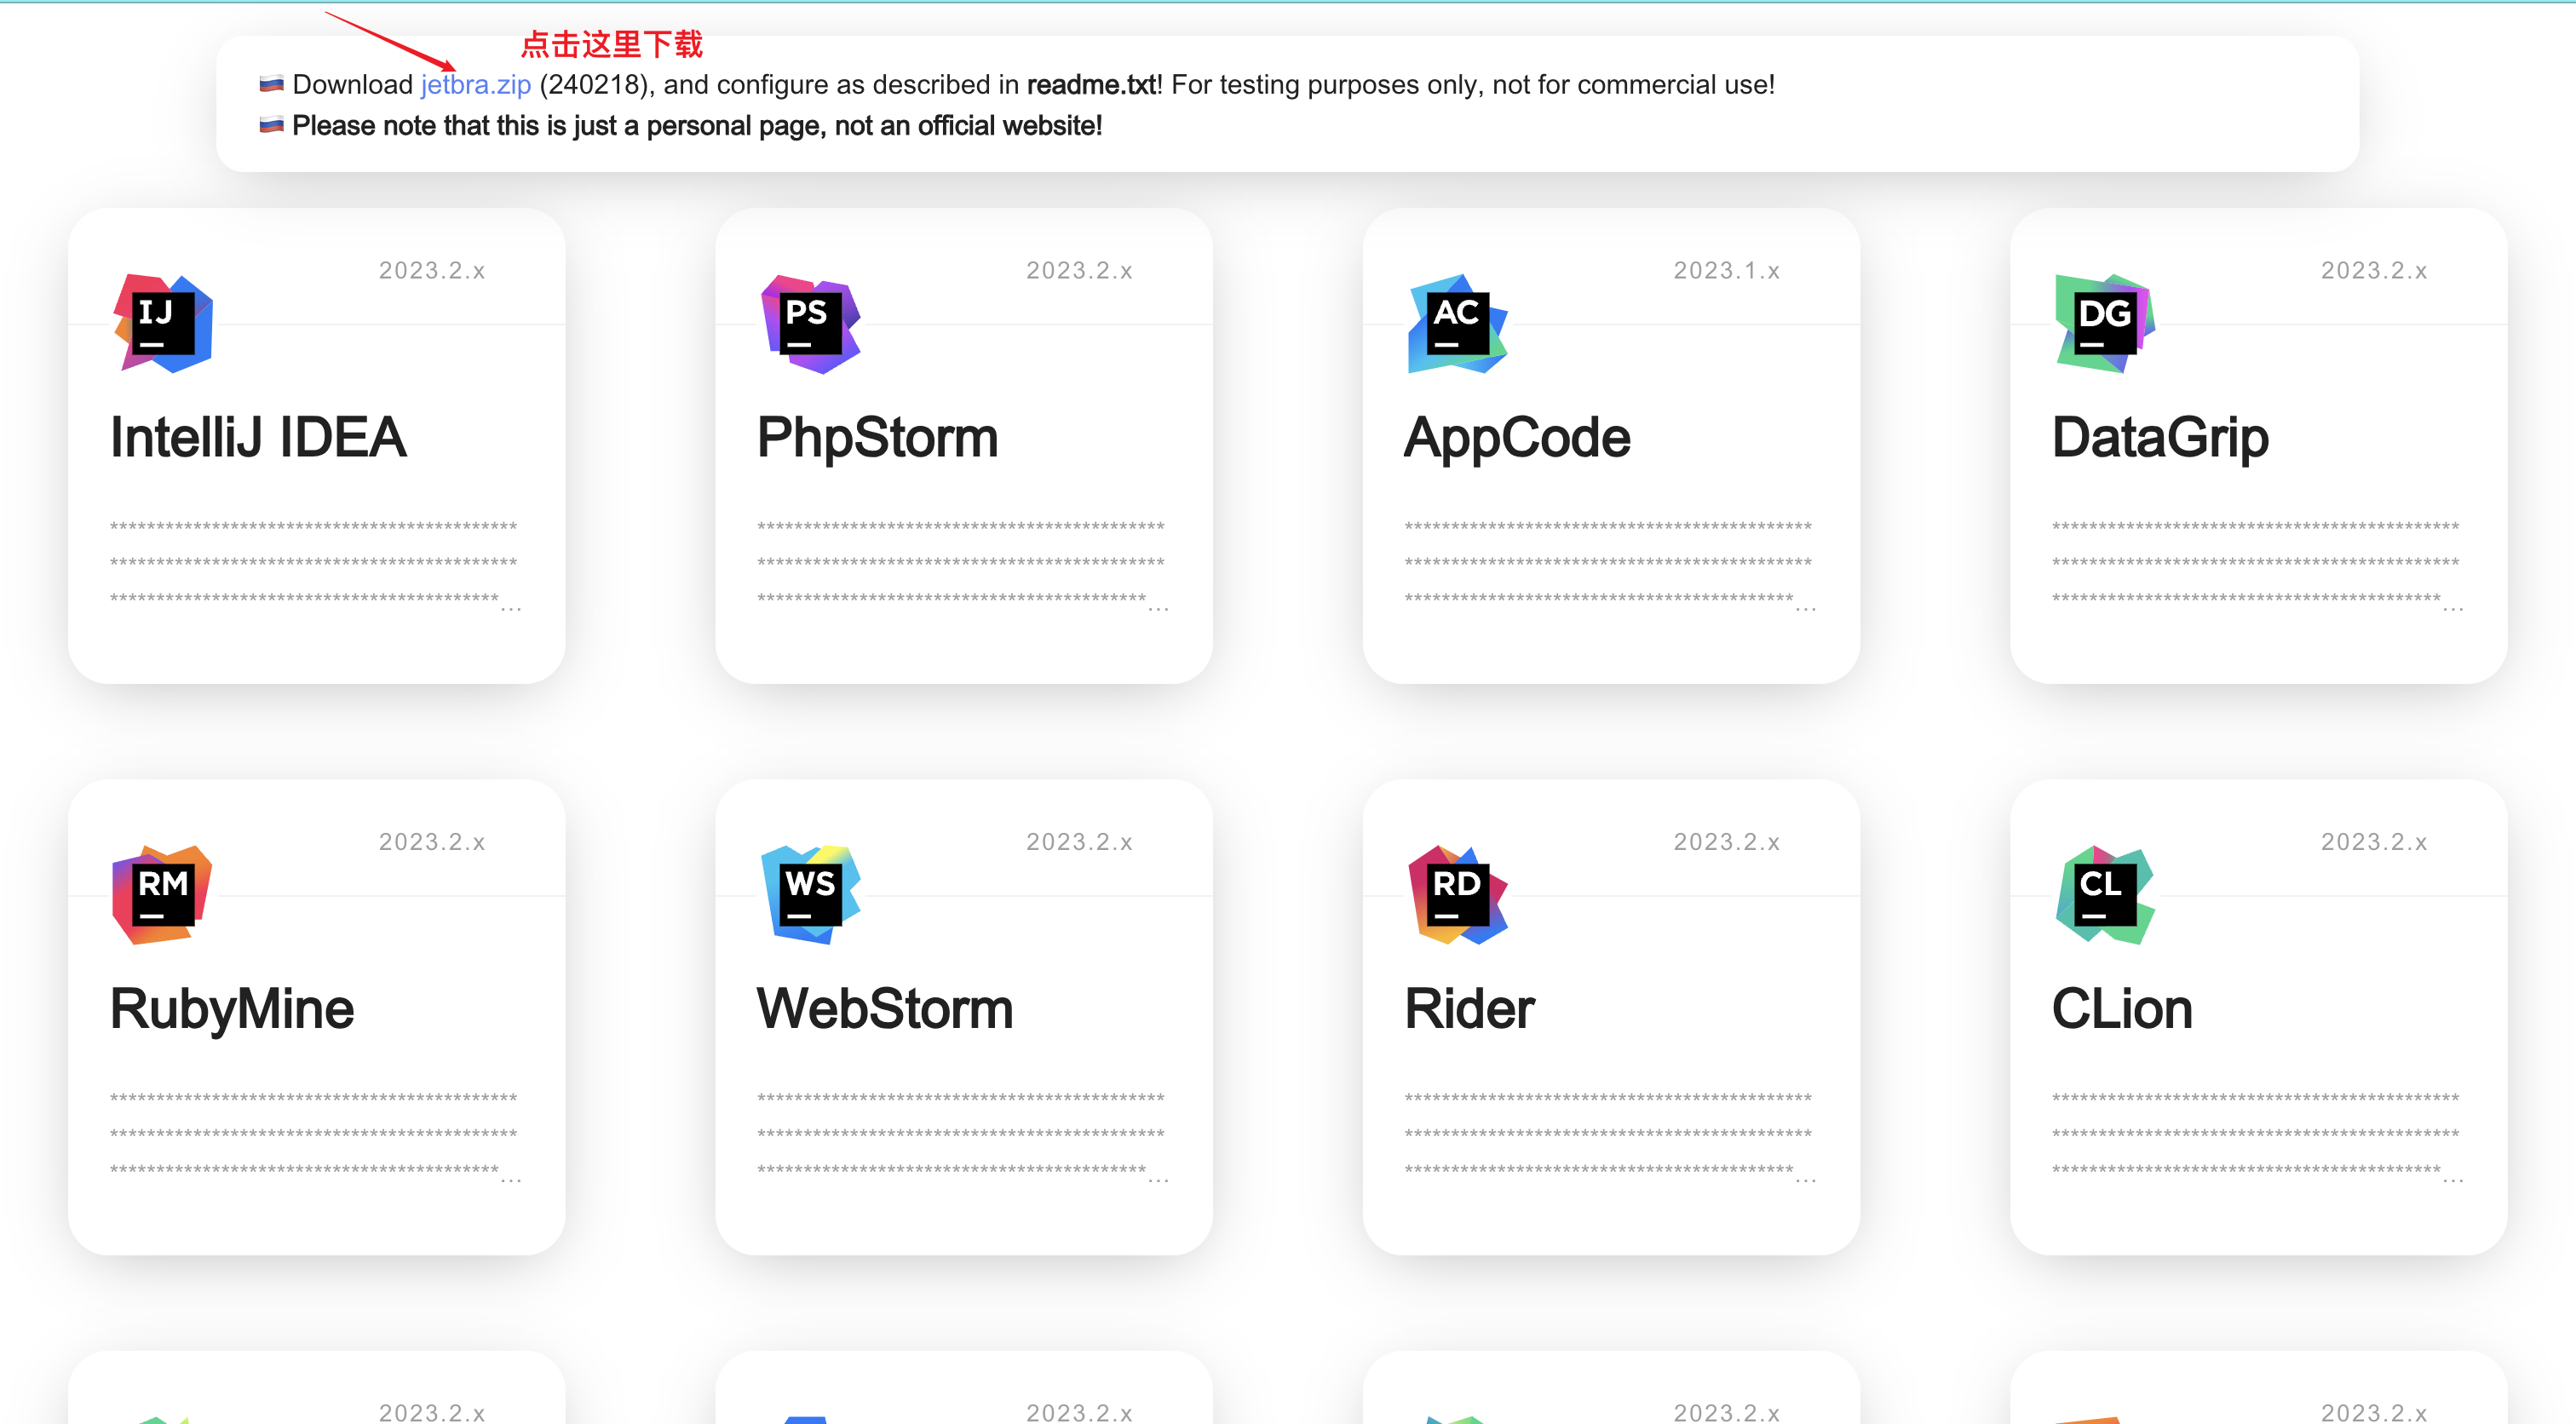 点击这里下载
Download jetbra.zip (240218), and configure as described in readme.txt! For testing purposes only, not for commercial use!
Please note that this is just a personal page, not an official website!
2023.2.x
2023.2.x
2023.1.x
2023.2.x
IJ
PS
AC
DG
IntelliJ IDEA
PhpStorm
AppCode
DataGrip
********************************************
********************************************
******************************************...
********************************************
********************************************
******************************************...
********************************************
********************************************
******************************************...
********************************************
********************************************
******************************************...
2023.2.x
2023.2.x
2023.2.x
2023.2.x
RM
WS
RD
CL
RubyMine
WebStorm
Rider
CLion
********************************************
********************************************
******************************************...
********************************************
********************************************
******************************************...
********************************************
********************************************
******************************************...
********************************************
********************************************
******************************************...
2023.2.x
2023.2.x
2023.2.x
2023.2.x